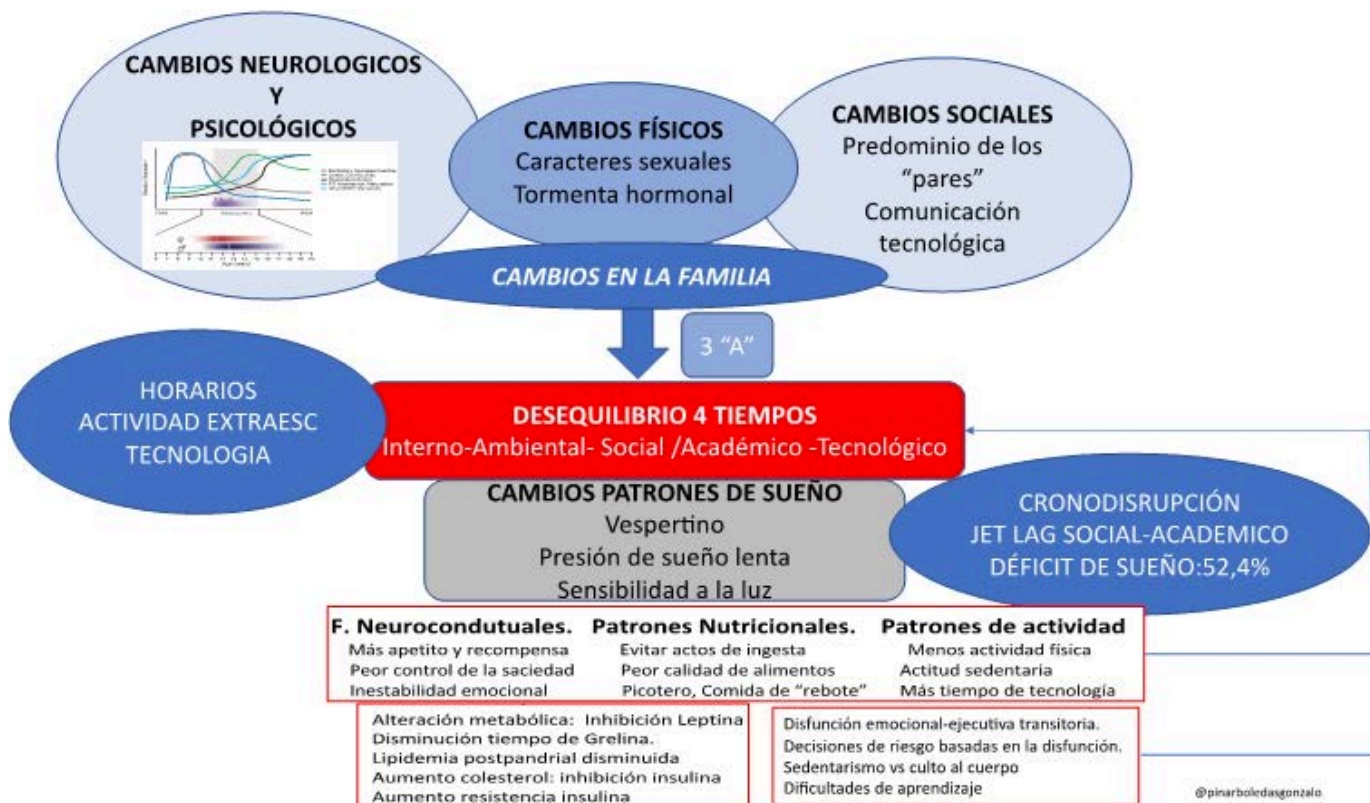 CAMBIOS NEUROLOGICOS
Y
PSICOLÓGICOS
CAMBIOS FÍSICOS
Caracteres sexuales
Tormenta hormonal
CAMBIOS SOCIALES
Predominio de los
“pares”
Comunicación
tecnológica
CAMBIOS EN LA FAMILIA
3 “A”
HORARIOS
ACTIVIDAD EXTRAESC
TECNOLOGIA
DESEQUILIBRIO 4 TIEMPOS
Interno-Ambiental- Social /Académico -Tecnológico
CAMBIOS PATRONES DE SUEÑO
Vespertino
Presión de sueño lenta
Sensibilidad a la luz
CRONODISRUPCIÓN
JET LAG SOCIAL-ACADEMICO
DÉFICIT DE SUEÑO:52,4%
F. Neurocondutuales.
Más apetito y recompensa
Peor control de la saciedad
Inestabilidad emocional
Patrones Nutricionales.
Evitar actos de ingesta
Peor calidad de alimentos
Picotero, Comida de “rebote”
Patrones de actividad
Menos actividad física
Actitud sedentaria
Más tiempo de tecnología
Alteración metabólica: Inhibición Leptina
Disminución tiempo de Grelina.
Lipidemia postpandrial disminuida
Aumento colesterol: inhibición insulina
Aumento resistencia insulina
Disfunción emocional-ejecutiva transitoria.
Decisiones de riesgo basadas en la disfunción.
Sedentarismo vs culto al cuerpo
Dificultades de aprendizaje
@pinarboledasgonzalo